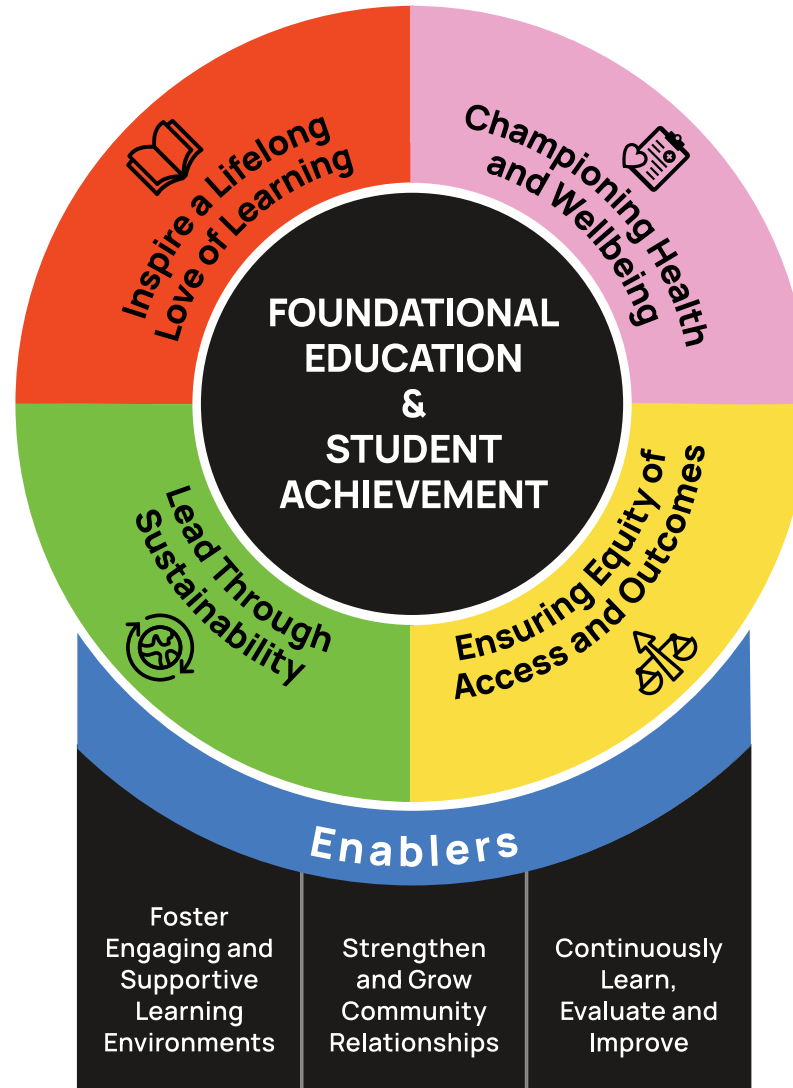 Inspire a Lifelong
Love of Learning
Championing Health
and Wellbeing
FOUNDATIONAL
EDUCATION
&
STUDENT
ACHIEVEMENT
Lead Through
Sustainability
Ensuring Equity of
Access and Outcomes
Enablers
Foster
Engaging and
Supportive
Learning
Environments
Strengthen
and Grow
Community
Relationships
Continuously
Learn,
Evaluate and
Improve